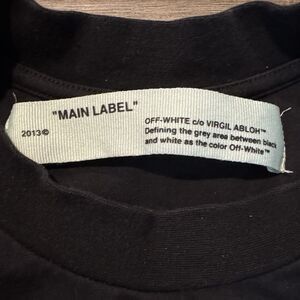 "MAIN LABEL"
2013©
OFF-WHITE c/o VIRGIL ABLOH™
Defining the grey area between black
and white as the color Off-White™